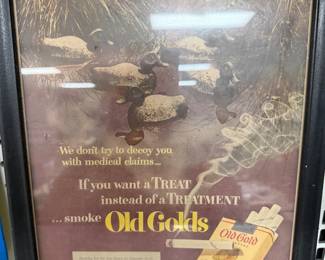 We don't try to decoy you
with medical claims...
If you want a TREAT
instead of a TREATMENT
...smoke Old Golds
Old Gold